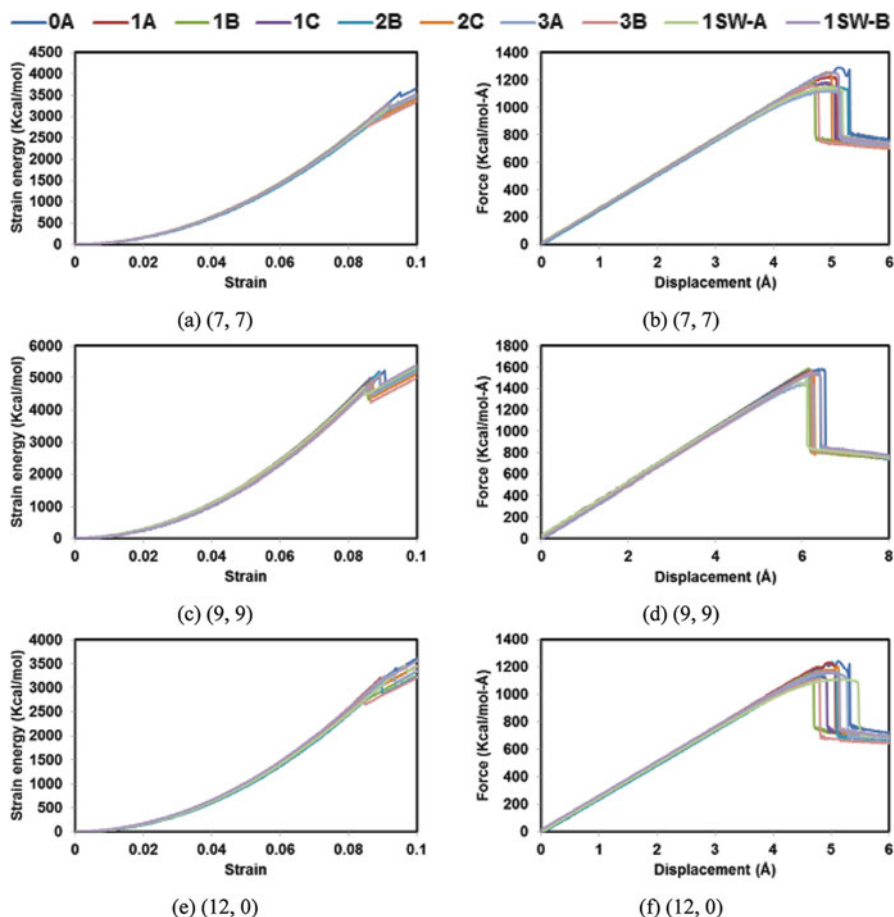 0A 1A 1B 1C 2B 2C 3A 3B 1SW-A 1SW-B
Strain energy (Kcal/mol)
4500
4000
3500
3000
2500
2000
1500
1000
500
0
0 0.02 0.04 0.06 0.08 0.1
Strain
(a) (7, 7)
Force (Kcal/mol-Å)
1400
1200
1000
800
600
400
200
0
0 1 2 3 4 5 6
Displacement (Å)
(b) (7, 7)
Strain energy (Kcal/mol)
6000
5000
4000
3000
2000
1000
0
0 0.02 0.04 0.06 0.08 0.1
Strain
(c) (9, 9)
Force (Kcal/mol-Å)
1800
1600
1400
1200
1000
800
600
400
200
0
0 2 4 6 8
Displacement (Å)
(d) (9, 9)
Strain energy (Kcal/mol)
4000
3500
3000
2500
2000
1500
1000
500
0
0 0.02 0.04 0.06 0.08 0.1
Strain
(e) (12, 0)
Force (Kcal/mol-Å)
1400
1200
1000
800
600
400
200
0
0 1 2 3 4 5 6
Displacement (Å)
(f) (12, 0)